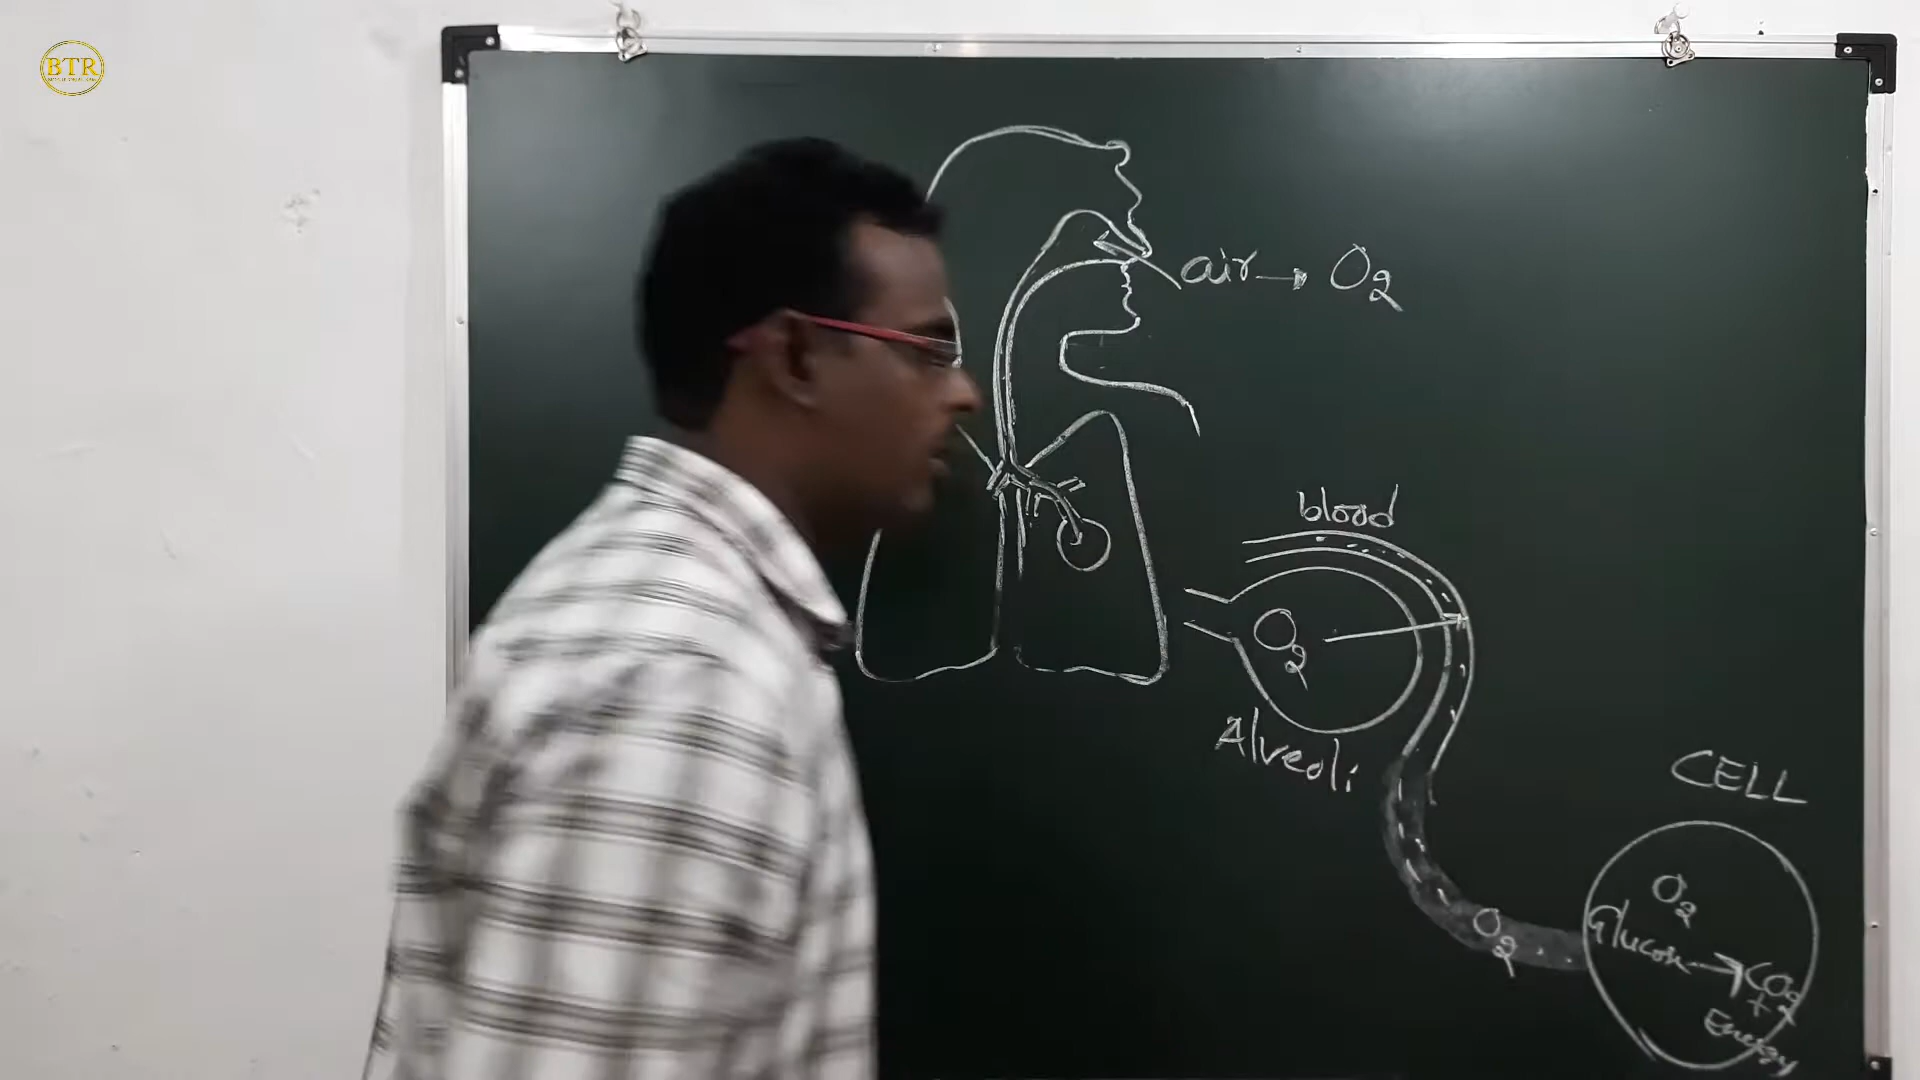 BTR
air → O2
blood
O2
Alveoli
CELL
O2
O2
Glucose → CO2
+
Energy